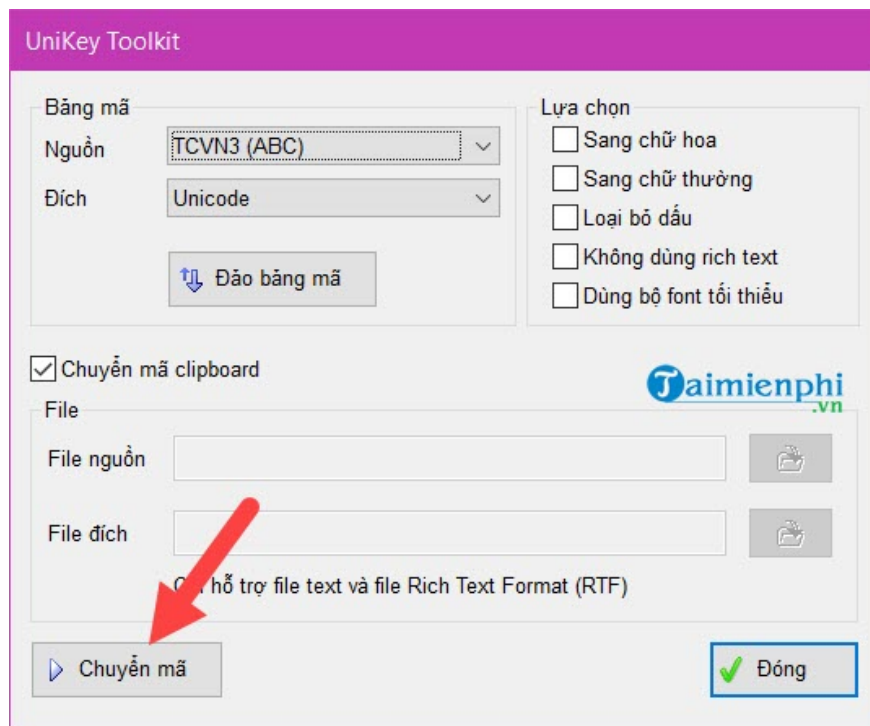 UniKey Toolkit
Bảng mã
Nguồn TCVN3 (ABC)
Đích Unicode
Đảo bảng mã
Lựa chọn
Sang chữ hoa
Sang chữ thường
Loại bỏ dấu
Không dùng rich text
Dùng bộ font tối thiểu
Chuyển mã clipboard
Taimienphi
.vn
File
File nguồn
File đích
hỗ trợ file text và file Rich Text Format (RTF)
Chuyển mã
Đóng